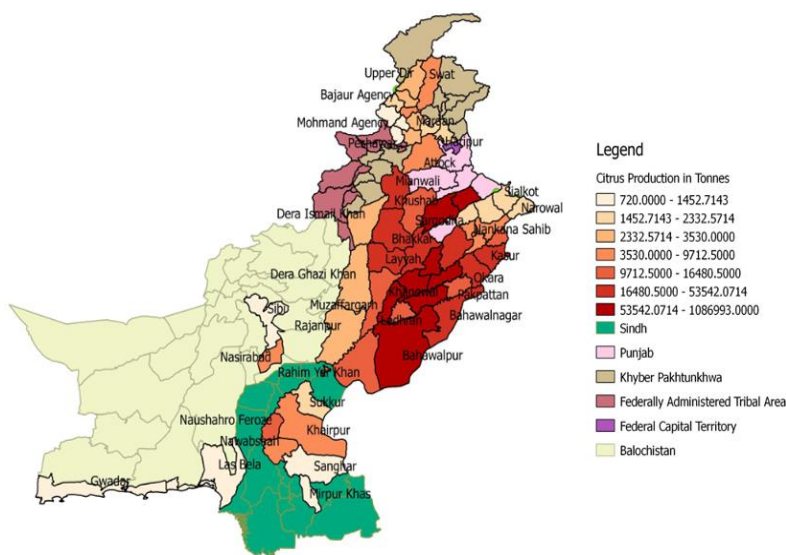 Upper Dir
Swat
Bajaur Agency
Mohmand Agency
Mardan
Haripur
Peshawar
Attock
Mianwali
Sialkot
Khushab
Narowal
Dera Ismail Khan
Sargodha
Nankana Sahib
Bhakkar
Kasur
Layyah
Dera Ghazi Khan
Okara
Khanewal
Pakpattan
Muzaffargarh
Sibi
Lodhran
Bahawalnagar
Rajanpur
Bahawalpur
Nasirabad
Rahim Yar Khan
Sukkur
Naushahro Feroze
Khairpur
Nawabshah
Las Bela
Sanghar
Gwadar
Mirpur Khas
Legend
Citrus Production in Tonnes
720.0000 - 1452.7143
1452.7143 - 2332.5714
2332.5714 - 3530.0000
3530.0000 - 9712.5000
9712.5000 - 16480.5000
16480.5000 - 53542.0714
53542.0714 - 1086993.0000
Sindh
Punjab
Khyber Pakhtunkhwa
Federally Administered Tribal Area
Federal Capital Territory
Balochistan